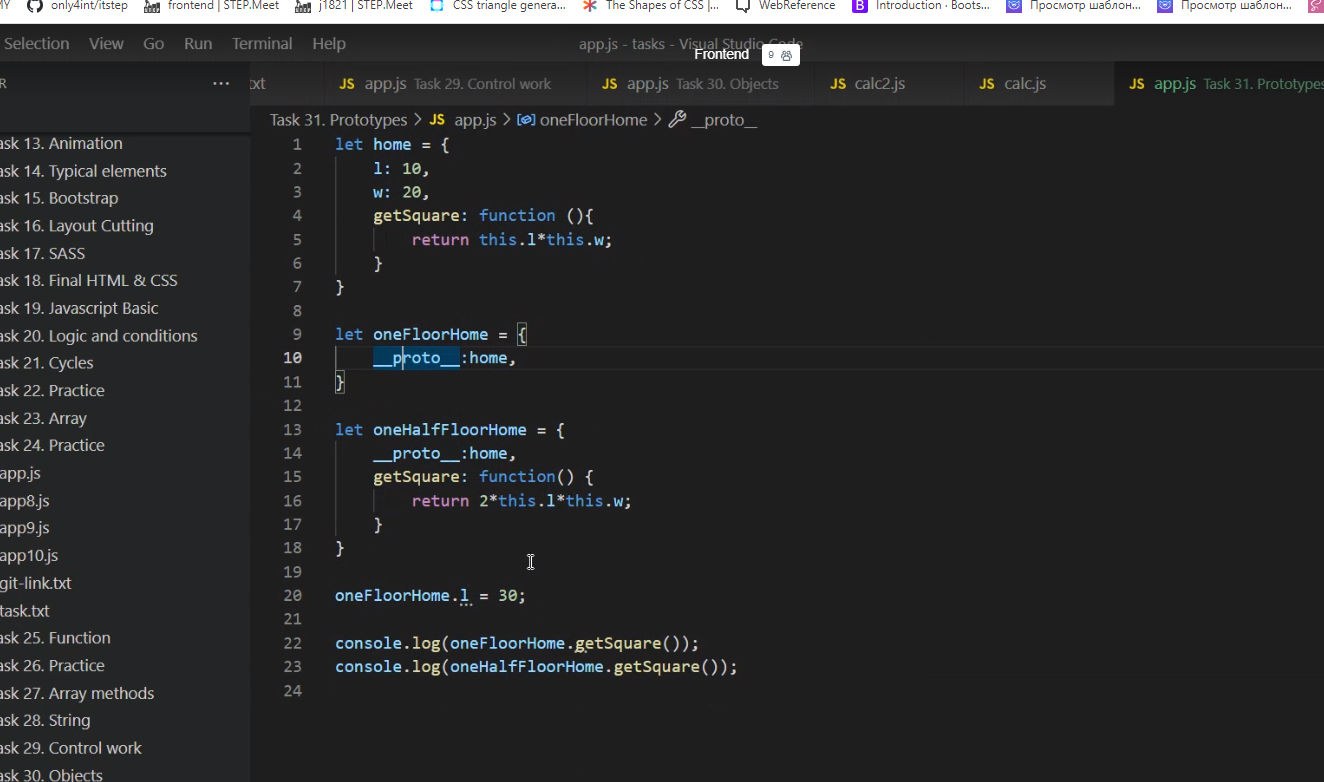 MY only4int/itstep frontend | STEP.Meet j1821 | STEP.Meet CSS triangle genera... The Shapes of CSS |... WebReference B Introduction · Boots... Просмотр шаблон... Просмотр шаблон...
Selection View Go Run Terminal Help app.js - tasks - Visual Studio Code
Frontend 9
R ... txt JS app.js Task 29. Control work JS app.js Task 30. Objects JS calc2.js JS calc.js JS app.js Task 31. Prototypes
Task 31. Prototypes > JS app.js > oneFloorHome > __proto__
ask 13. Animation
ask 14. Typical elements
ask 15. Bootstrap
ask 16. Layout Cutting
ask 17. SASS
ask 18. Final HTML & CSS
ask 19. Javascript Basic
ask 20. Logic and conditions
ask 21. Cycles
ask 22. Practice
ask 23. Array
ask 24. Practice
app.js
app8.js
app9.js
app10.js
git-link.txt
task.txt
ask 25. Function
ask 26. Practice
ask 27. Array methods
ask 28. String
ask 29. Control work
ask 30. Objects
1 let home = {
2 l: 10,
3 w: 20,
4 getSquare: function (){
5 return this.l*this.w;
6 }
7 }
8
9 let oneFloorHome = {
10 __proto__:home,
11 }
12
13 let oneHalfFloorHome = {
14 __proto__:home,
15 getSquare: function() {
16 return 2*this.l*this.w;
17 }
18 }
19
20 oneFloorHome.l = 30;
21
22 console.log(oneFloorHome.getSquare());
23 console.log(oneHalfFloorHome.getSquare());
24